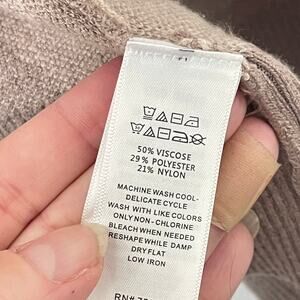 50% VISCOSE
29% POLYESTER
21% NYLON
MACHINE WASH COOL-
DELICATE CYCLE
WASH WITH LIKE COLORS
ONLY NON - CHLORINE
BLEACH WHEN NEEDED
RESHAPE WHILE DAMP
DRY FLAT
LOW IRON
RN#